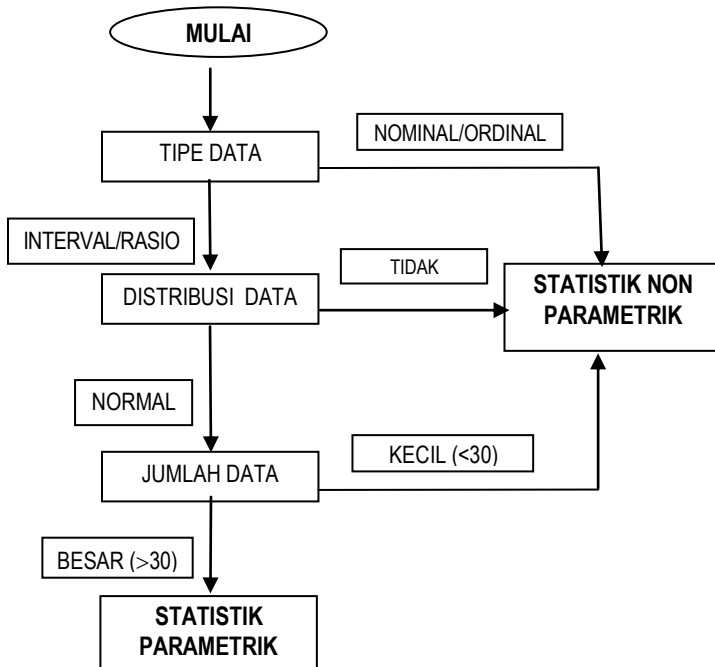 MULAI
NOMINAL/ORDINAL
TIPE DATA
INTERVAL/RASIO
TIDAK
STATISTIK NON
PARAMETRIK
DISTRIBUSI DATA
NORMAL
KECIL (<30)
JUMLAH DATA
BESAR (>30)
STATISTIK
PARAMETRIK